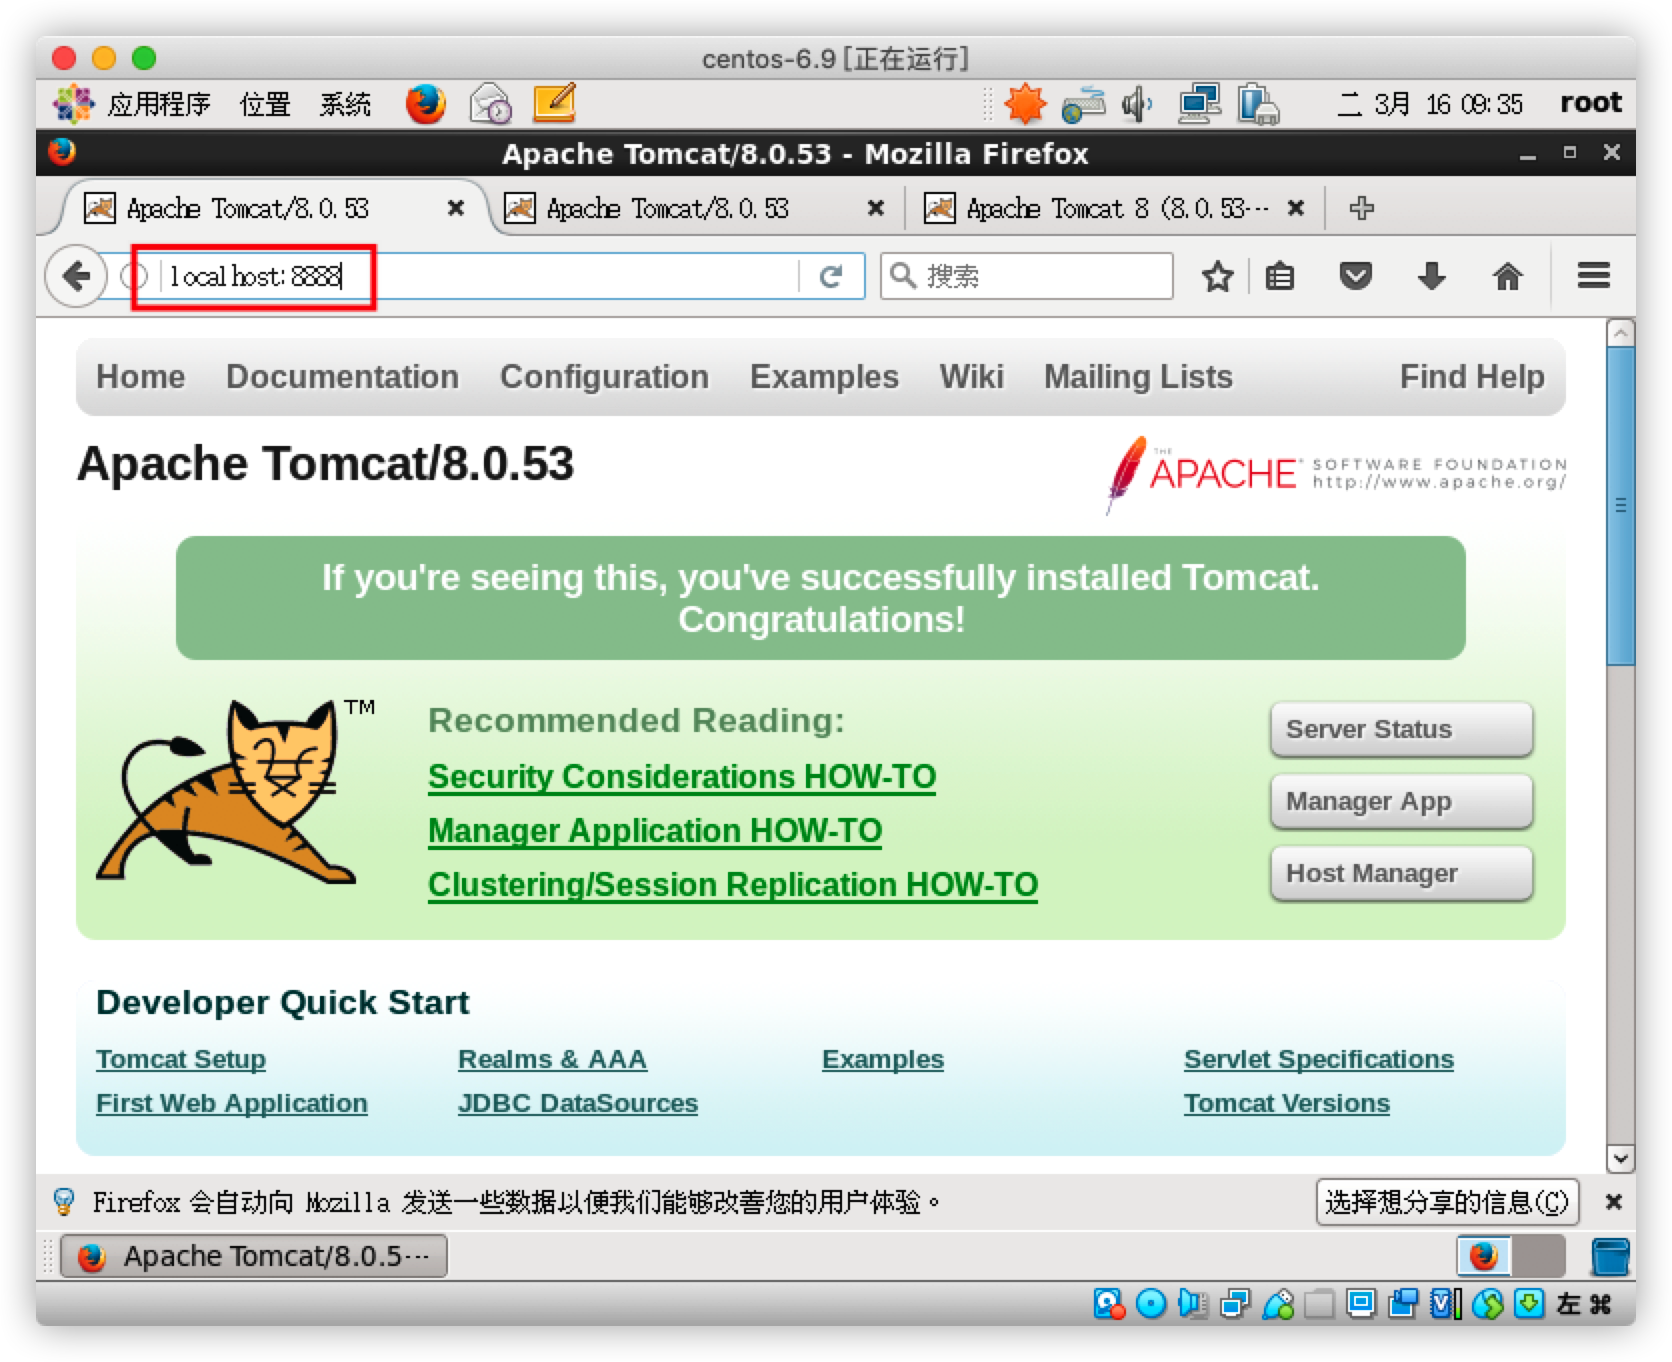 centos-6.9 [正在运行]
应用程序 位置 系统 二 3月 16 09:35 root
Apache Tomcat/8.0.53 - Mozilla Firefox
Apache Tomcat/8.0.53 Apache Tomcat/8.0.53 Apache Tomcat 8 (8.0.53···
localhost:8888 搜索
Home Documentation Configuration Examples Wiki Mailing Lists Find Help
Apache Tomcat/8.0.53
THE APACHE SOFTWARE FOUNDATION
http://www.apache.org/
If you're seeing this, you've successfully installed Tomcat.
Congratulations!
TM
Recommended Reading:
Security Considerations HOW-TO
Manager Application HOW-TO
Clustering/Session Replication HOW-TO
Server Status
Manager App
Host Manager
Developer Quick Start
Tomcat Setup Realms & AAA Examples Servlet Specifications
First Web Application JDBC DataSources Tomcat Versions
Firefox 会自动向 Mozilla 发送一些数据以便我们能够改善您的用户体验。 选择想分享的信息(C)
Apache Tomcat/8.0.5···
左 ⌘